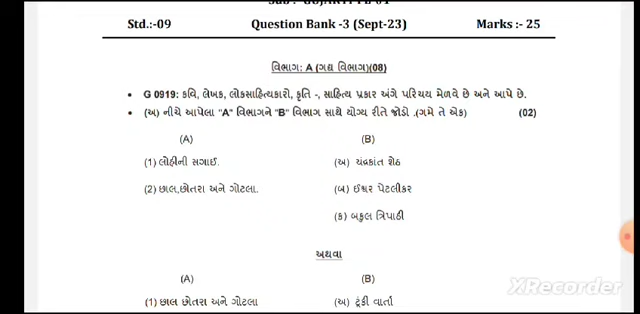 Std.:-09 Question Bank -3 (Sept-23) Marks :- 25
વિભાગ: A (ગદ્ય વિભાગ)(08)
• G 0919: કવિ, લેખક, લોકસાહિત્યકારો, કૃતિ -, સાહિત્ય પ્રકાર અંગે પરિચય મેળવે છે અને આપે છે.
• (અ) નીચે આપેલા "A" વિભાગને "B" વિભાગ સાથે યોગ્ય રીતે જોડો .(ગમે તે એક) (02)
(A) (B)
(1) લોહીની સગાઈ. (અ) ચંદ્રકાંત શેઠ
(2) છાલ,છોતરા અને ગોટલા. (બ) ઈશ્વર પેટલીકર
(ક) બકુલ ત્રિપાઠી
અથવા
(A) (B)
(1) છાલ છોતરા અને ગોટલા (અ) ટૂંકી વાર્તા
XRecorder